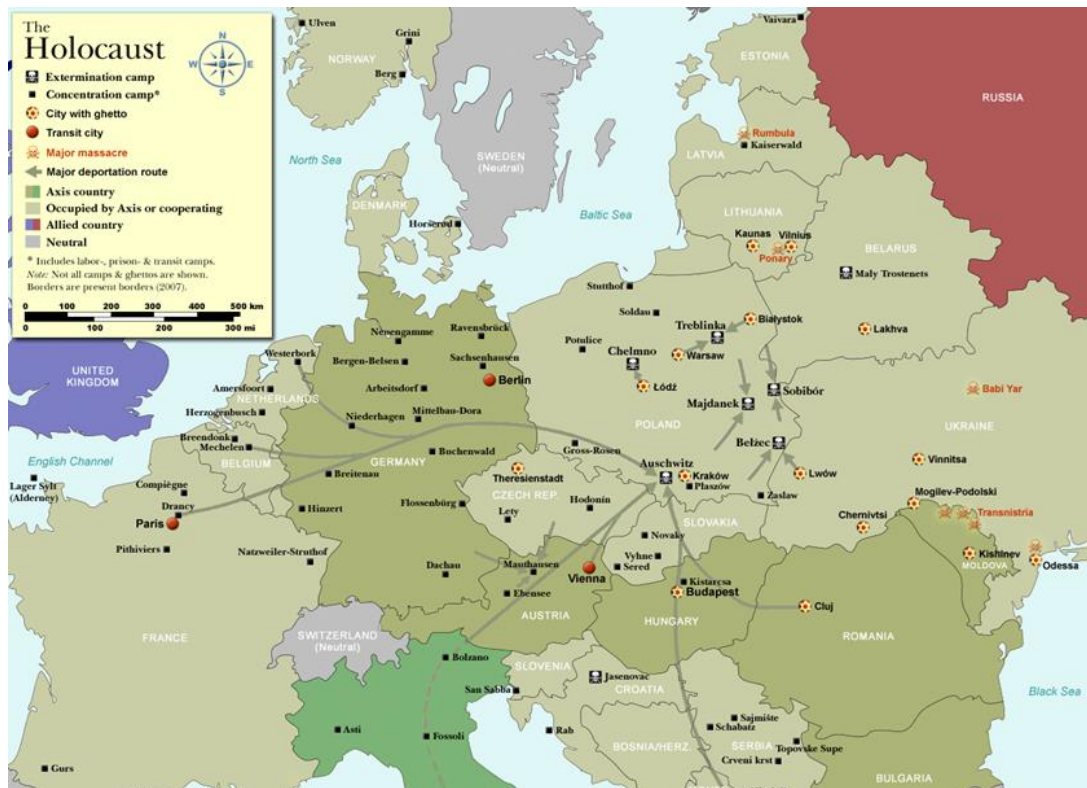 The
Holocaust
N
W
E
S
Extermination camp
Concentration camp*
City with ghetto
Transit city
Major massacre
Major deportation route
Axis country
Occupied by Axis or cooperating
Allied country
Neutral
* Includes labor-, prison- & transit camps.
Note: Not all camps & ghettos are shown.
Borders are present borders (2007).
0 100 200 300 400 500 km
0 100 200 300 mi
Ulven
Grini
NORWAY
Berg
Vaivara
ESTONIA
RUSSIA
North Sea
SWEDEN
(Neutral)
Rumbula
Kaiserwald
LATVIA
DENMARK
Horserød
Baltic Sea
LITHUANIA
Kaunas
Vilnius
Ponary
BELARUS
Maly Trostenets
Stutthof
Soldau
Bialystok
Lakhva
Treblinka
Potulice
Chelmno
Warsaw
Łódź
Sobibór
Majdanek
Babi Yar
POLAND
Bełżec
UKRAINE
Neuengamme
Ravensbrück
Westerbork
Bergen-Belsen
Sachsenhausen
Berlin
UNITED
KINGDOM
Amersfoort
NETHERLANDS
Arbeitsdorf
Herzogenbusch
Niederhagen
Mittelbau-Dora
Breendonk
Mechelen
BELGIUM
GERMANY
Buchenwald
Gross-Rosen
Auschwitz
Kraków
Płaszów
Lwów
Vinnitsa
English Channel
Lager Sylt
(Alderney)
Compiègne
Breitenau
Theresienstadt
CZECH REP.
Zaslaw
Mogilev-Podolski
Drancy
Paris
Hinzert
Flossenbürg
Lety
Hodonín
Chernivtsi
Transnistria
Pithiviers
Natzweiler-Struthof
SLOVAKIA
Novaky
Vyhne
Sered
Kishinev
MOLDOVA
Odessa
Dachau
Mauthausen
Vienna
Ebensee
Kistarcsa
Budapest
AUSTRIA
HUNGARY
Cluj
FRANCE
SWITZERLAND
(Neutral)
ROMANIA
Bolzano
SLOVENIA
San Sabba
Jasenovac
CROATIA
Black Sea
Asti
Fossoli
Rab
BOSNIA/HERZ.
Sajmište
Schabatz
SERBIA
Topovske Supe
Crveni krst
Gurs
BULGARIA